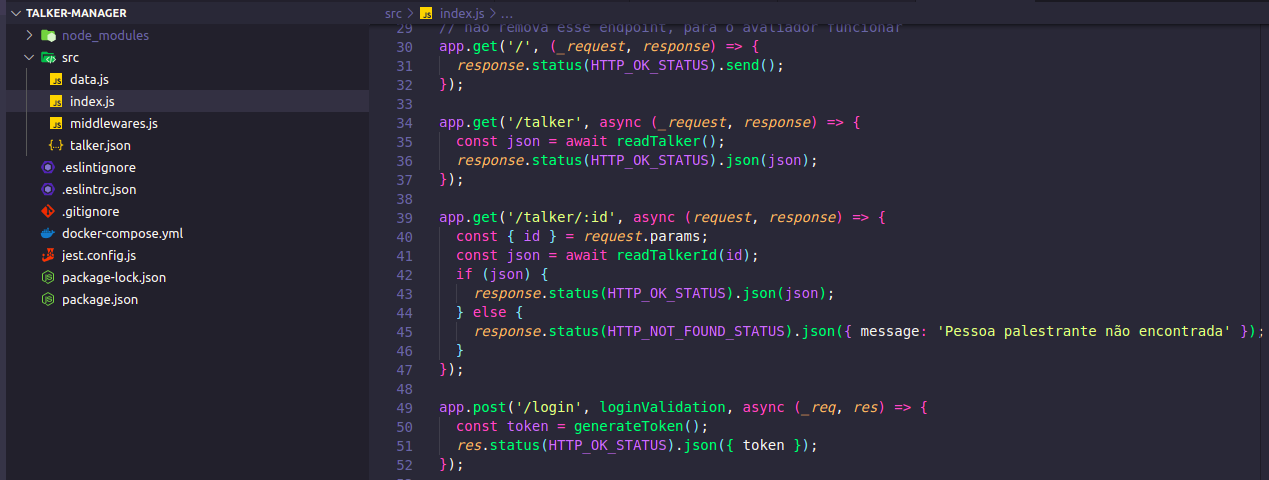 TALKER-MANAGER
node_modules
src
data.js
index.js
middlewares.js
talker.json
.eslintignore
.eslintrc.json
.gitignore
docker-compose.yml
jest.config.js
package-lock.json
package.json
src > index.js > ...
29 // não remova esse endpoint, para o avaliador funcionar
30 app.get('/', (_request, response) => {
31   response.status(HTTP_OK_STATUS).send();
32 });
33
34 app.get('/talker', async (_request, response) => {
35   const json = await readTalker();
36   response.status(HTTP_OK_STATUS).json(json);
37 });
38
39 app.get('/talker/:id', async (request, response) => {
40   const { id } = request.params;
41   const json = await readTalkerId(id);
42   if (json) {
43     response.status(HTTP_OK_STATUS).json(json);
44   } else {
45     response.status(HTTP_NOT_FOUND_STATUS).json({ message: 'Pessoa palestrante não encontrada' });
46   }
47 });
48
49 app.post('/login', loginValidation, async (_req, res) => {
50   const token = generateToken();
51   res.status(HTTP_OK_STATUS).json({ token });
52 });